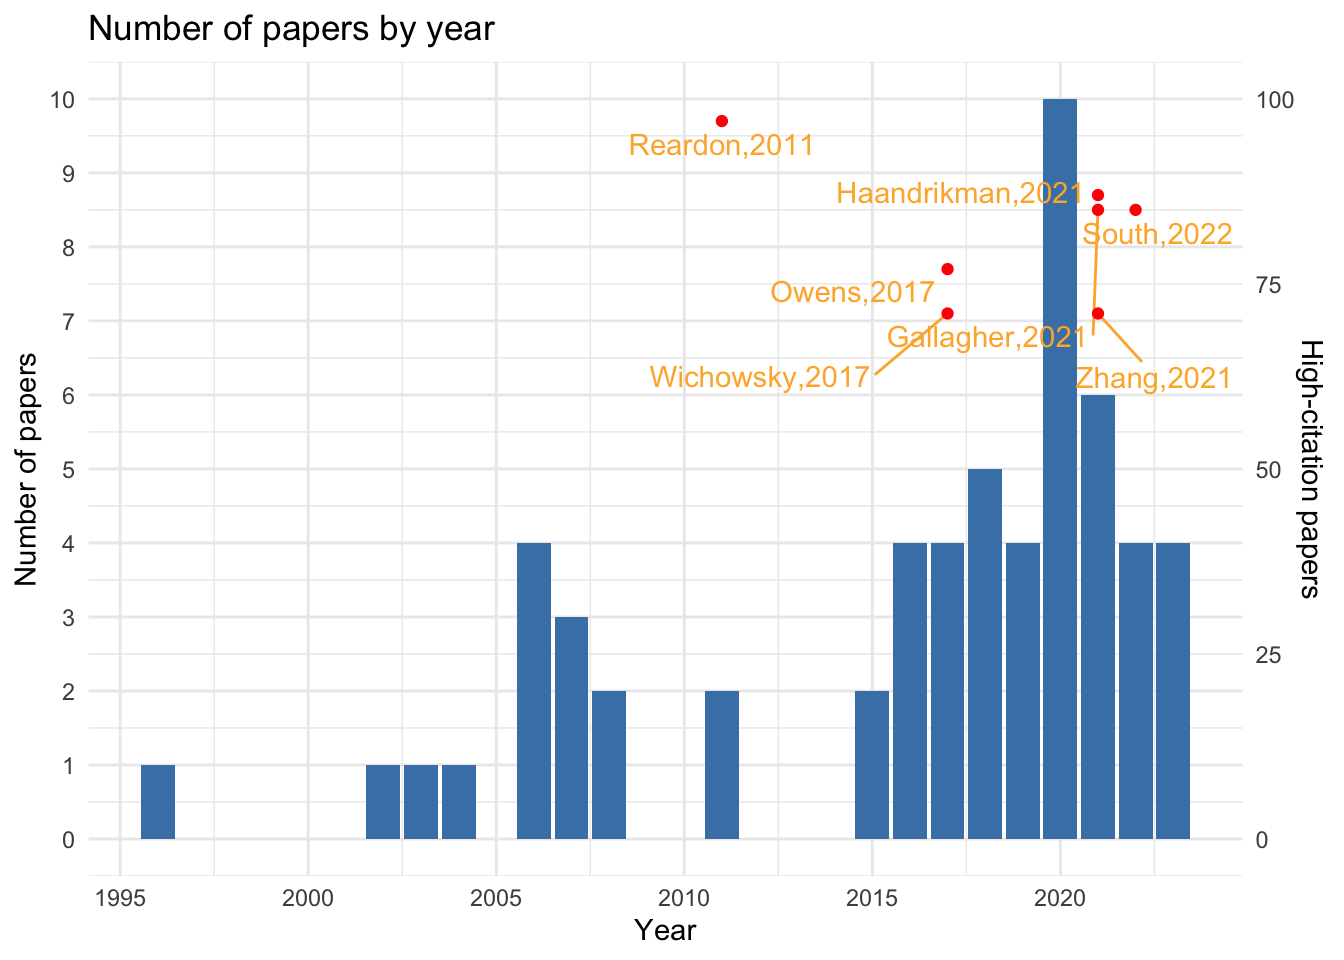 Number of papers by year
10
9
8
7
6
5
4
3
2
1
0
Number of papers
Reardon,2011
Haandrikman,2021
South,2022
Owens,2017
Gallagher,2021
Wichowsky,2017
Zhang,2021
100
75
50
25
0
High-citation papers
1995
2000
2005
2010
2015
2020
Year